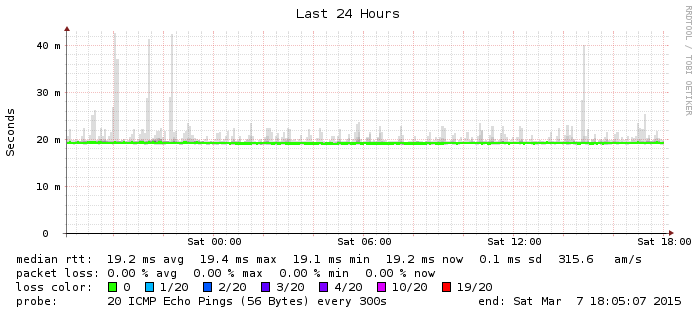 Last 24 Hours
RRDTOOL / TOBI OETIKER
Seconds
40 m
30 m
20 m
10 m
0
Sat 00:00 Sat 06:00 Sat 12:00 Sat 18:00
median rtt: 19.2 ms avg 19.4 ms max 19.1 ms min 19.2 ms now 0.1 ms sd 315.6 am/s
packet loss: 0.00 % avg 0.00 % max 0.00 % min 0.00 % now
loss color: 0 1/20 2/20 3/20 4/20 10/20 19/20
probe: 20 ICMP Echo Pings (56 Bytes) every 300s end: Sat Mar 7 18:05:07 2015